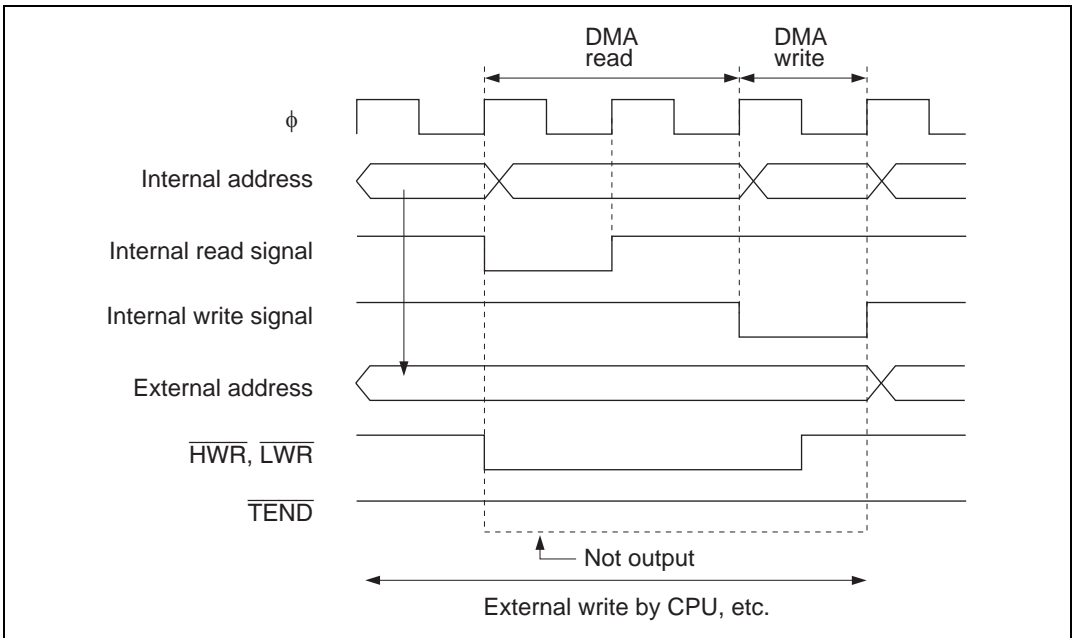 DMA read
DMA write
ϕ
Internal address
Internal read signal
Internal write signal
External address
HWR, LWR
TEND
Not output
External write by CPU, etc.